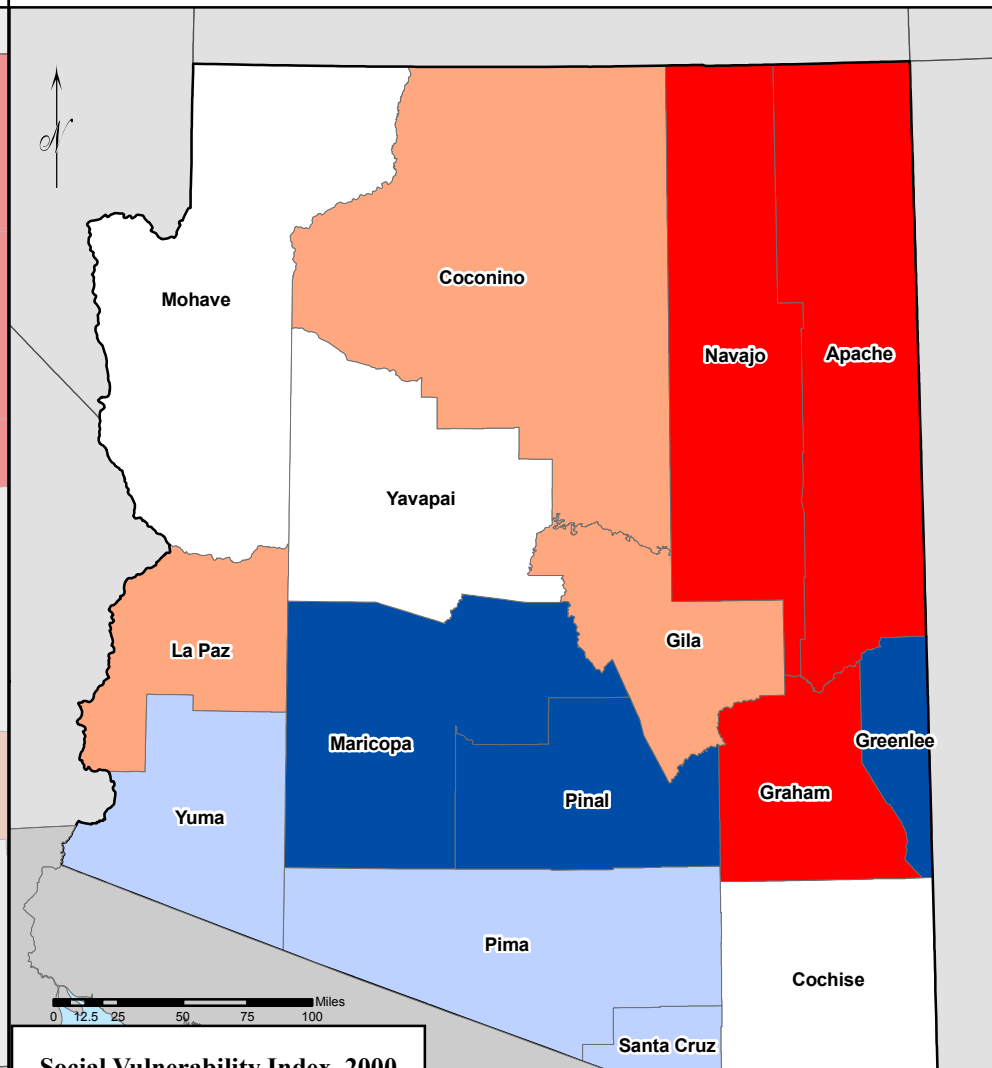 N
Mohave
Coconino
Navajo
Apache
Yavapai
Gila
La Paz
Maricopa
Greenlee
Pinal
Graham
Yuma
Pima
Cochise
Santa Cruz
Miles
0 12.5 25 50 75 100
Social Vulnerability Index, 2000